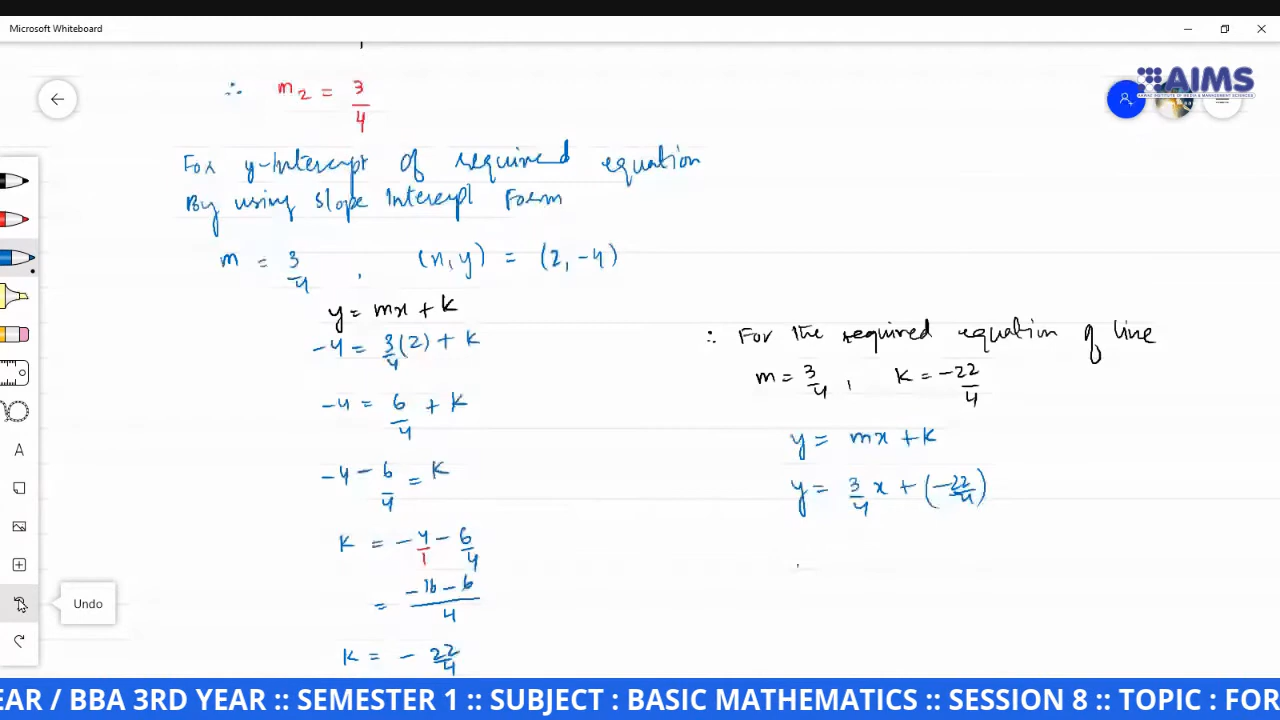 Microsoft Whiteboard
AIMS
∴ m2 = 3/4
For y-Intercept of required equation
By using slope Intercept Form
m = 3/4 , (x, y) = (2, -4)
y = mx + k
-4 = 3/4 (2) + k
-4 = 6/4 + k
-4 - 6/4 = k
k = -4/1 - 6/4
= -16 - 6 / 4
k = - 22/4
∴ For the required equation of line
m = 3/4 , k = -22/4
y = mx + k
y = 3/4 x + (-22/4)
A
Undo
EAR / BBA 3RD YEAR :: SEMESTER 1 :: SUBJECT : BASIC MATHEMATICS :: SESSION 8 :: TOPIC : FOR